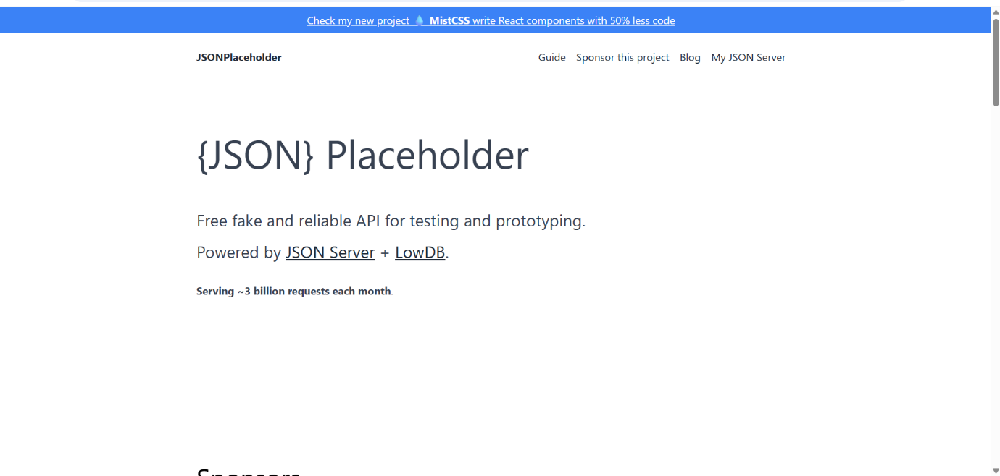 Check my new project 💧 MistCSS write React components with 50% less code
JSONPlaceholder
Guide Sponsor this project Blog My JSON Server
{JSON} Placeholder
Free fake and reliable API for testing and prototyping.
Powered by JSON Server + LowDB.
Serving ~3 billion requests each month.
Sponsors